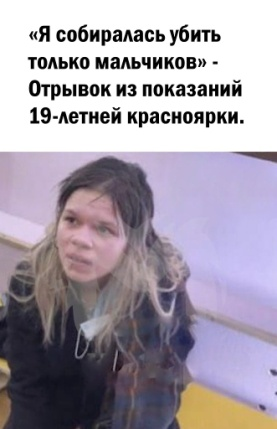 «Я собиралась убить
только мальчиков» -
Отрывок из показаний
19-летней красноярки.